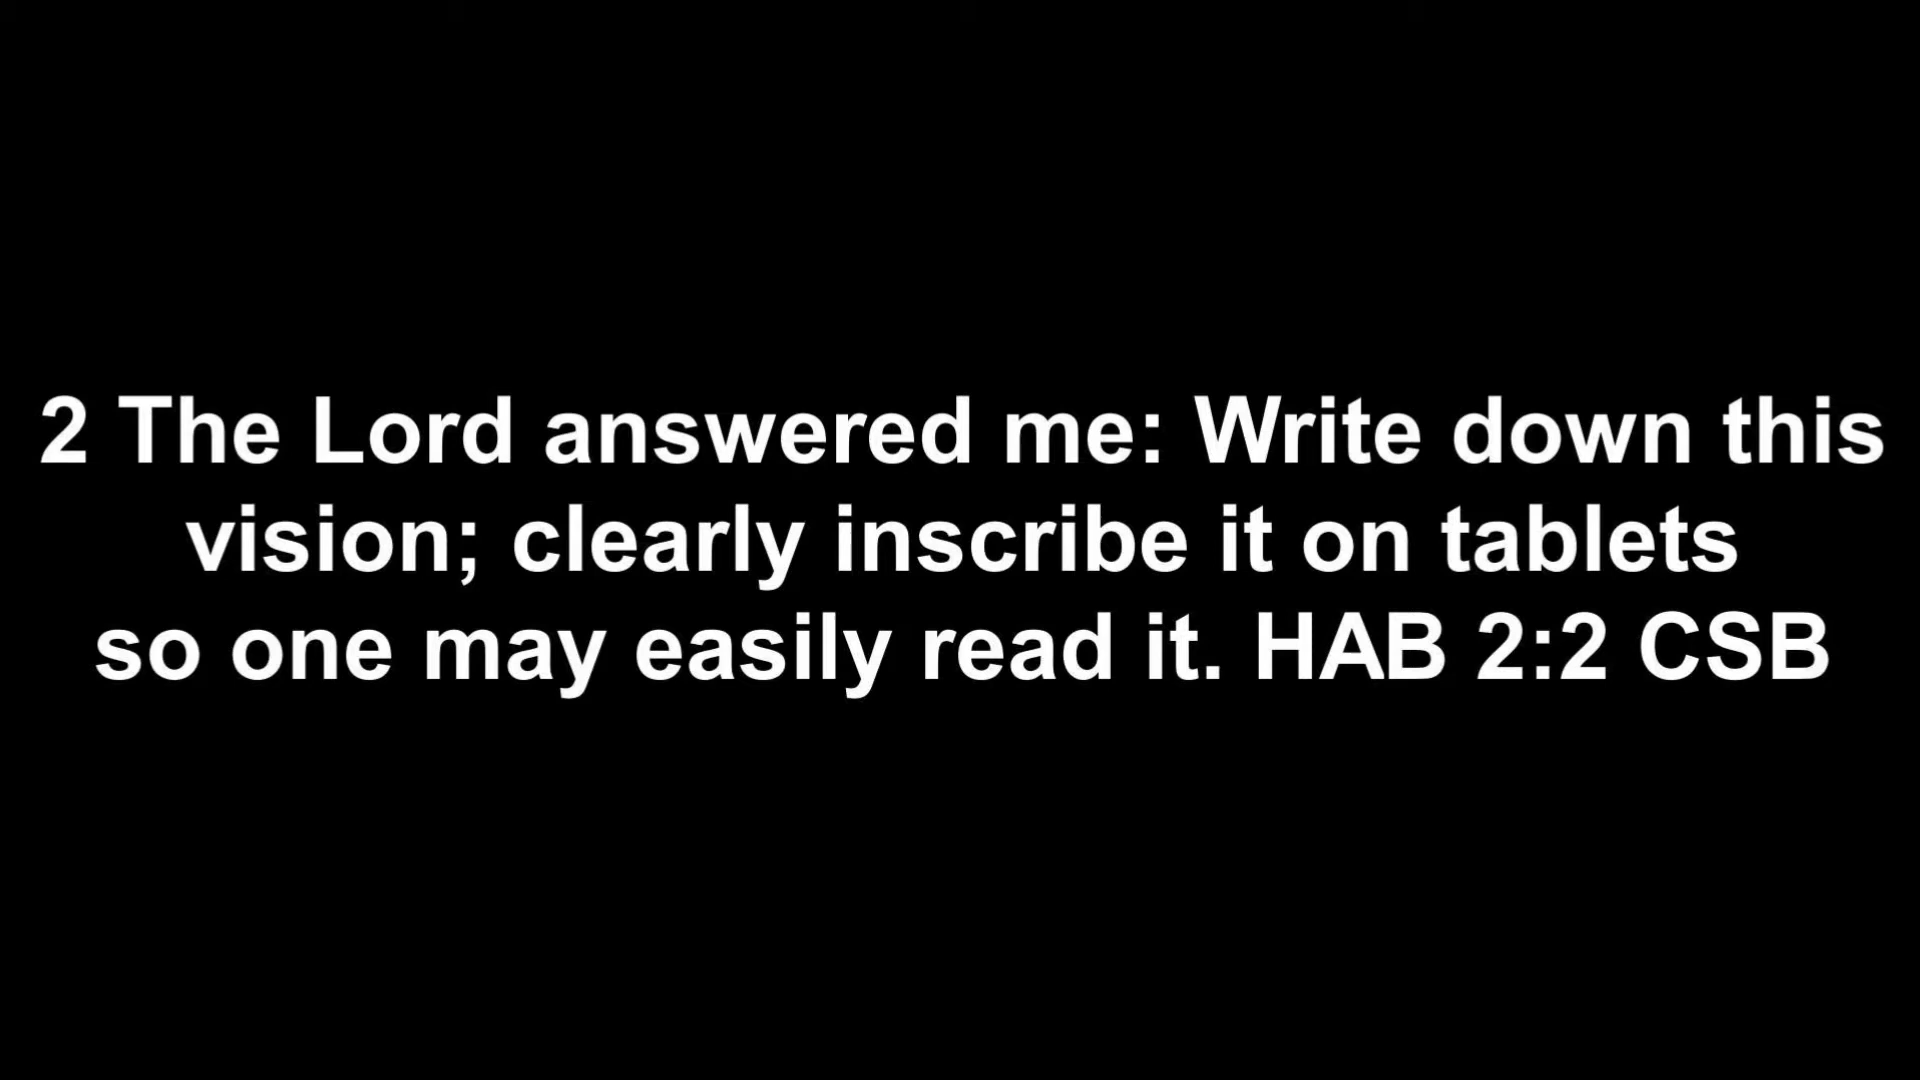 2 The Lord answered me: Write down this
vision; clearly inscribe it on tablets
so one may easily read it. HAB 2:2 CSB